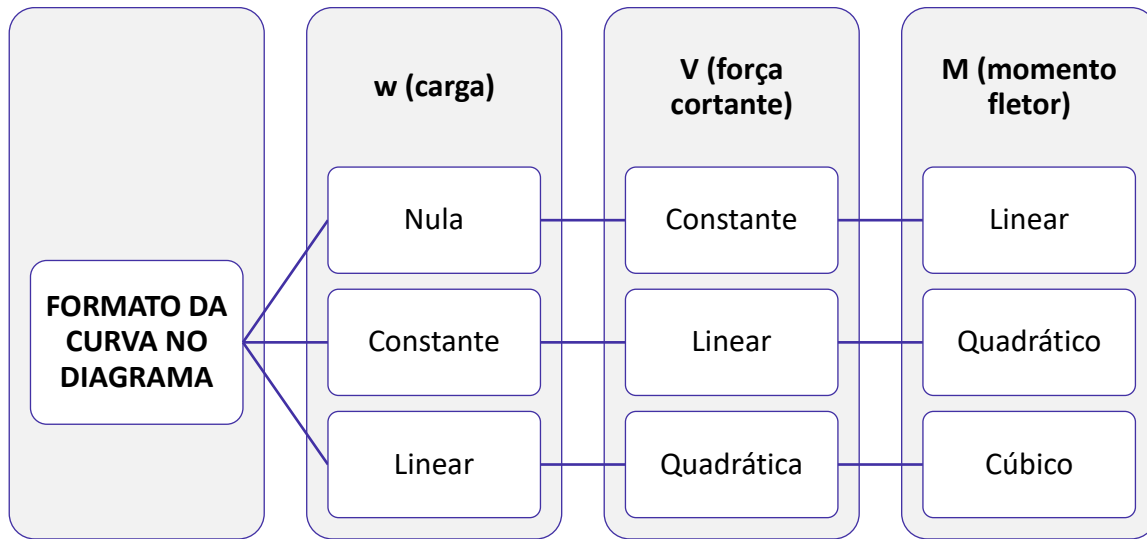 w (carga)
V (força
cortante)
M (momento
fletor)
FORMATO DA
CURVA NO
DIAGRAMA
Nula
Constante
Linear
Constante
Linear
Quadrático
Linear
Quadrática
Cúbico